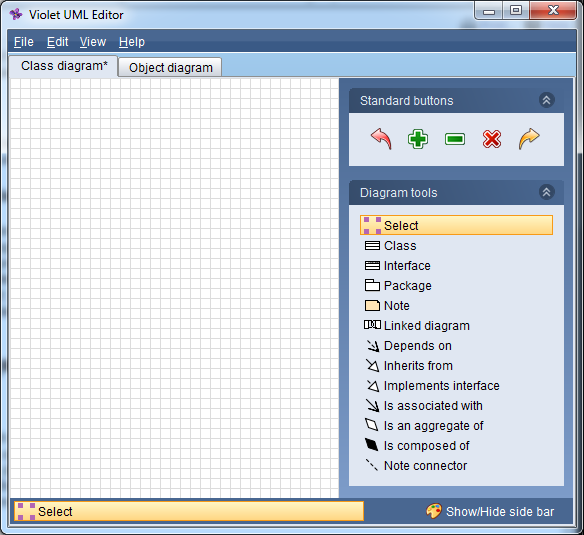 Violet UML Editor
File Edit View Help
Class diagram* Object diagram
Standard buttons
Diagram tools
Select
Class
Interface
Package
Note
Linked diagram
Depends on
Inherits from
Implements interface
Is associated with
Is an aggregate of
Is composed of
Note connector
Select Show/Hide side bar